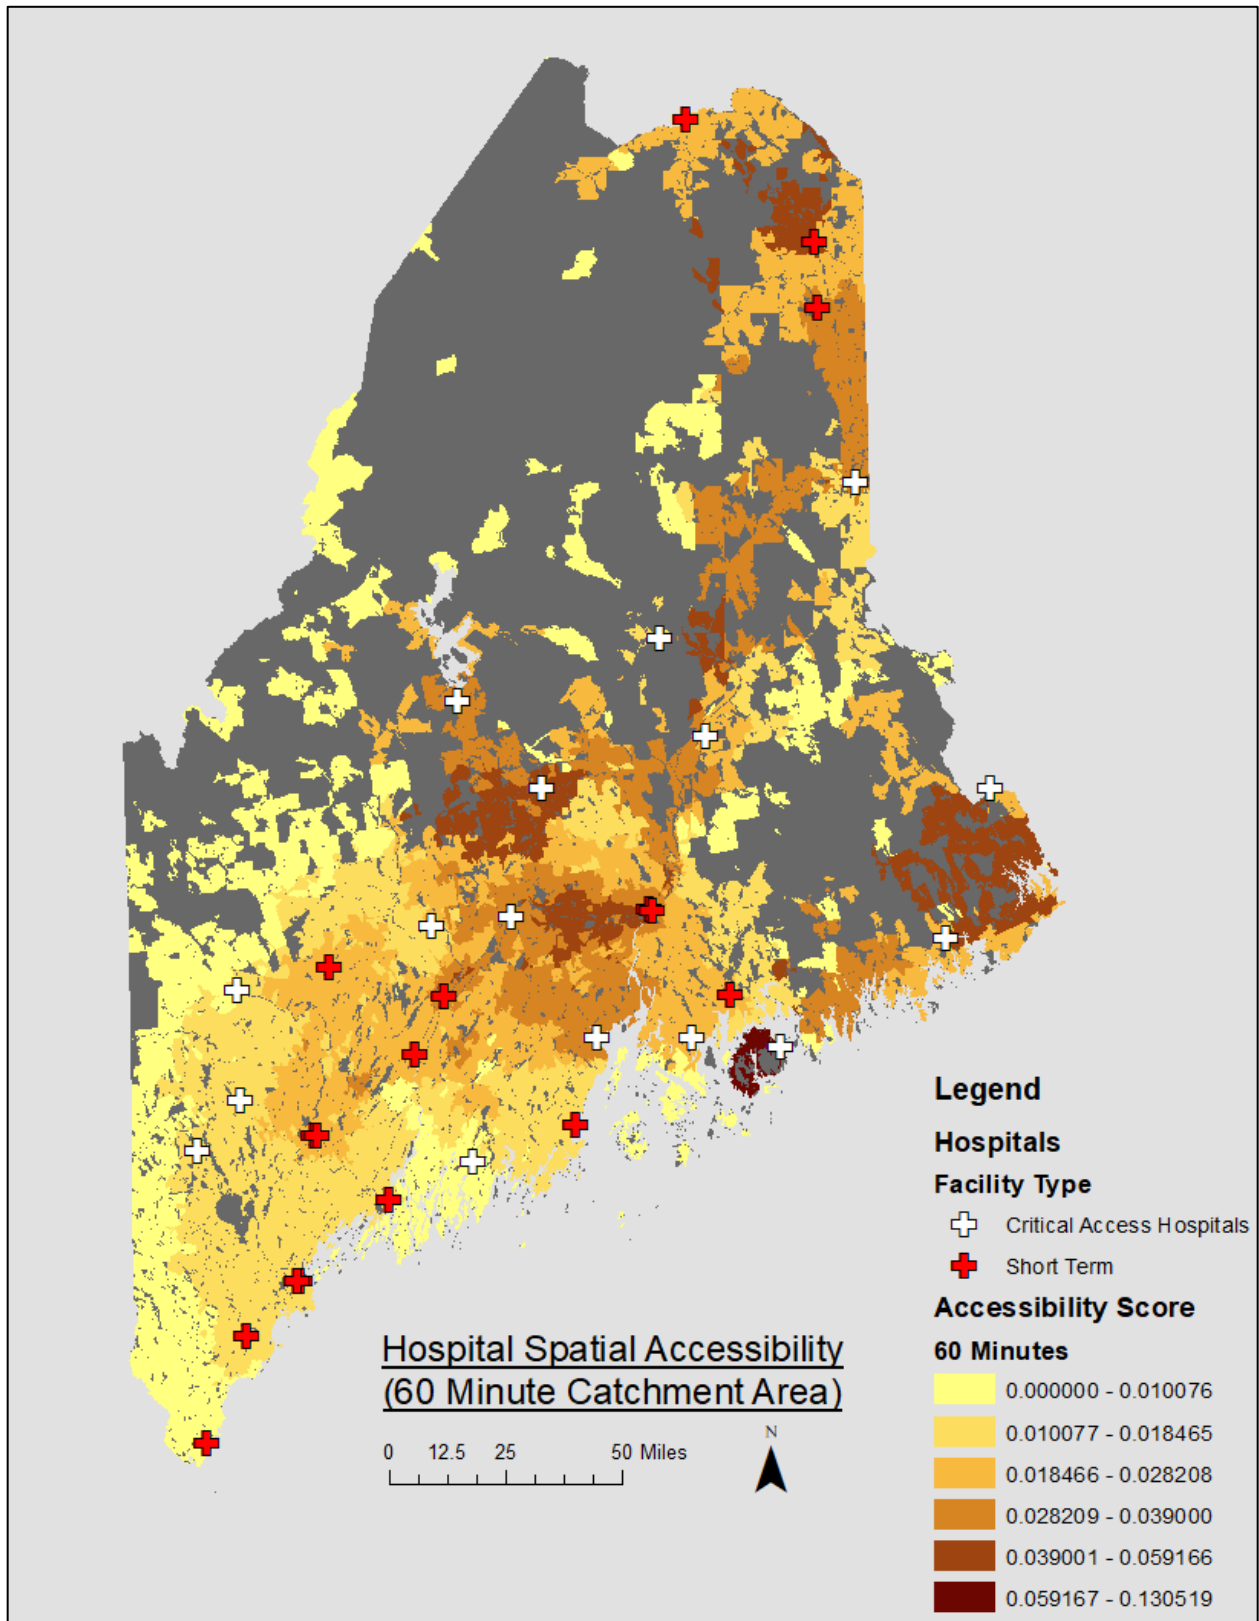 Hospital Spatial Accessibility
(60 Minute Catchment Area)
0 12.5 25 50 Miles
N
Legend
Hospitals
Facility Type
Critical Access Hospitals
Short Term
Accessibility Score
60 Minutes
0.000000 - 0.010076
0.010077 - 0.018465
0.018466 - 0.028208
0.028209 - 0.039000
0.039001 - 0.059166
0.059167 - 0.130519